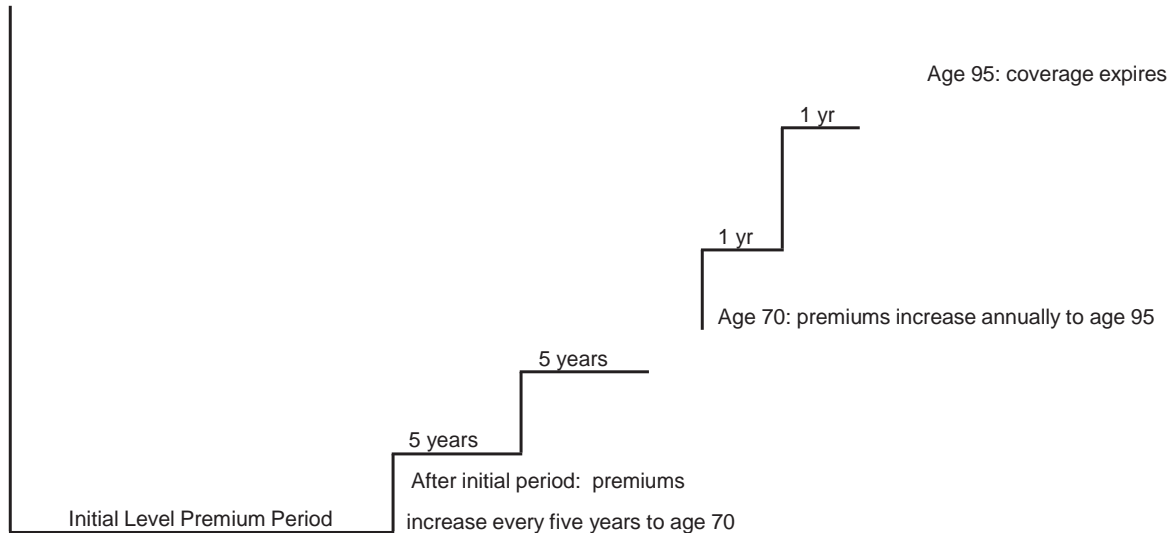 Age 95: coverage expires
1 yr
1 yr
Age 70: premiums increase annually to age 95
5 years
5 years
After initial period: premiums
increase every five years to age 70
Initial Level Premium Period